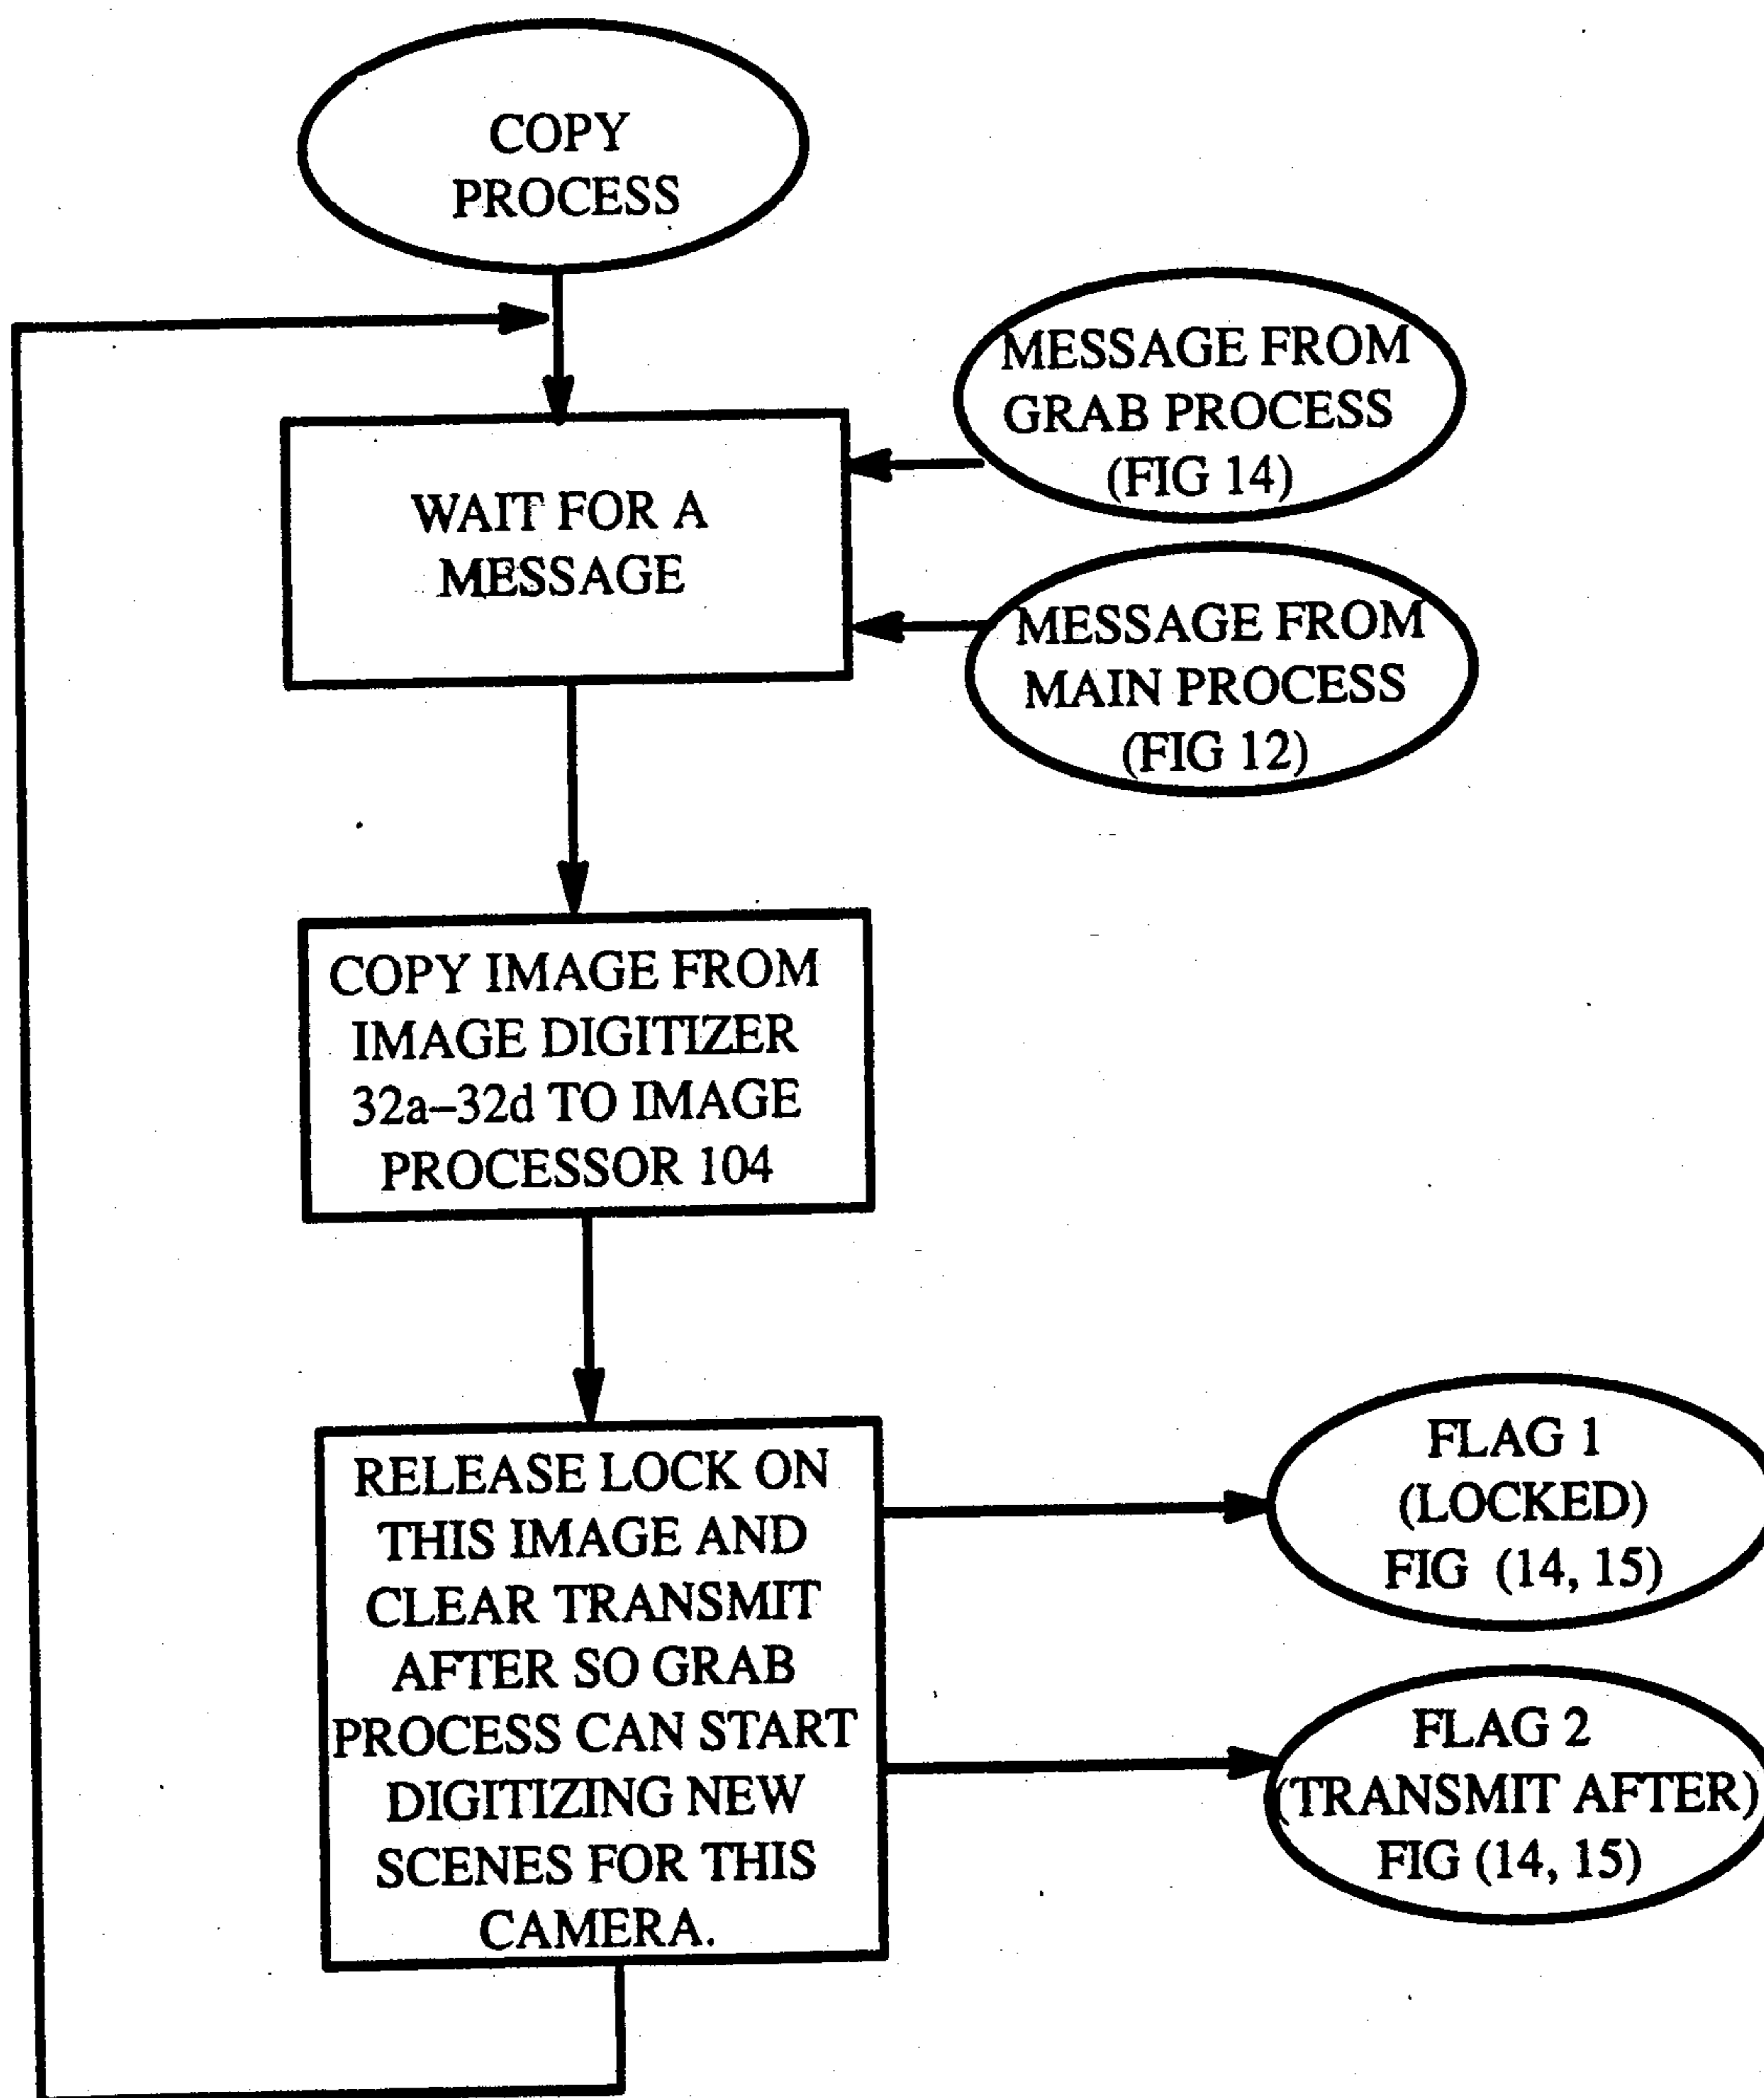 COPY
PROCESS
MESSAGE FROM
GRAB PROCESS
(FIG 14)
WAIT FOR A
MESSAGE
MESSAGE FROM
MAIN PROCESS
(FIG 12)
COPY IMAGE FROM
IMAGE DIGITIZER
32a–32d TO IMAGE
PROCESSOR 104
RELEASE LOCK ON
THIS IMAGE AND
CLEAR TRANSMIT
AFTER SO GRAB
PROCESS CAN START
DIGITIZING NEW
SCENES FOR THIS
CAMERA.
FLAG 1
(LOCKED)
FIG (14, 15)
FLAG 2
(TRANSMIT AFTER)
FIG (14, 15)